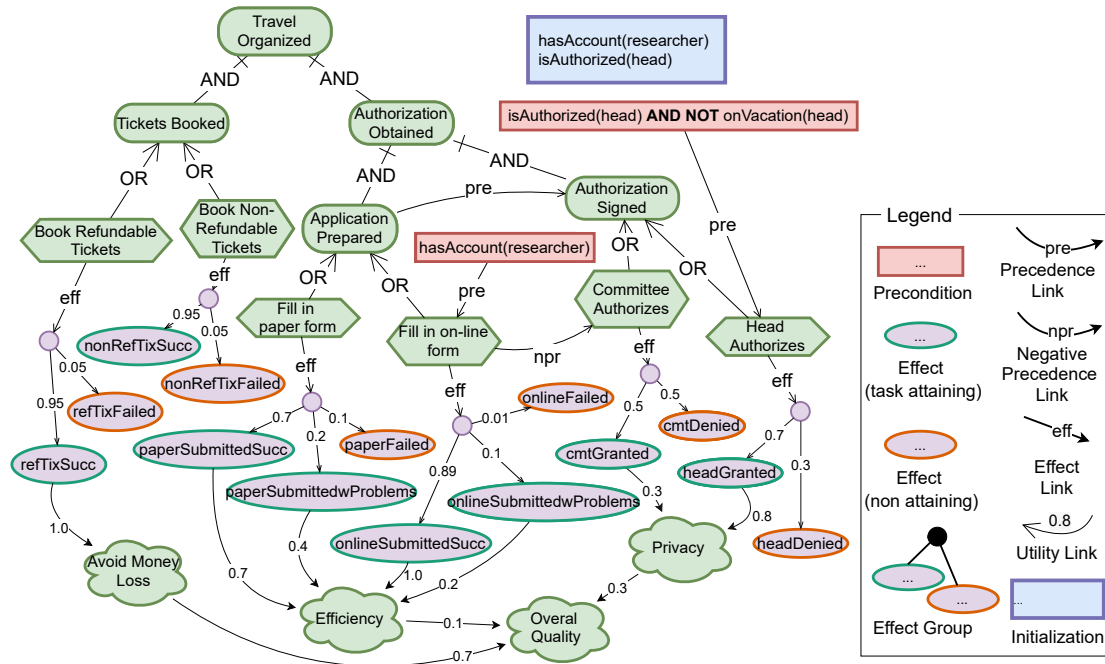 Travel
Organized
hasAccount(researcher)
isAuthorized(head)
AND
AND
Tickets Booked
Authorization
Obtained
isAuthorized(head) AND NOT onVacation(head)
OR
OR
AND
AND
pre
Book Refundable
Tickets
Book Non-
Refundable
Tickets
Application
Prepared
Authorization
Signed
hasAccount(researcher)
pre
eff
eff
OR
OR
pre
OR
OR
Fill in
paper form
Fill in on-line
form
Committee
Authorizes
Head
Authorizes
npr
0.95
0.05
nonRefTixSucc
nonRefTixFailed
0.05
0.95
refTixFailed
refTixSucc
eff
eff
eff
eff
0.7
0.1
0.2
paperSubmittedSucc
paperFailed
paperSubmittedwProblems
0.01
onlineFailed
0.89
0.1
onlineSubmittedwProblems
onlineSubmittedSucc
0.5
0.5
cmtDenied
cmtGranted
0.7
0.3
headGranted
headDenied
1.0
0.7
0.4
1.0
0.2
0.3
0.8
Avoid Money
Loss
Efficiency
Privacy
0.3
0.1
0.7
Overal
Quality
Legend
...
Precondition
pre
Precedence
Link
...
Effect
(task attaining)
npr
Negative
Precedence
Link
...
Effect
(non attaining)
eff
Effect
Link
0.8
Utility Link
...
...
Effect Group
...
Initialization